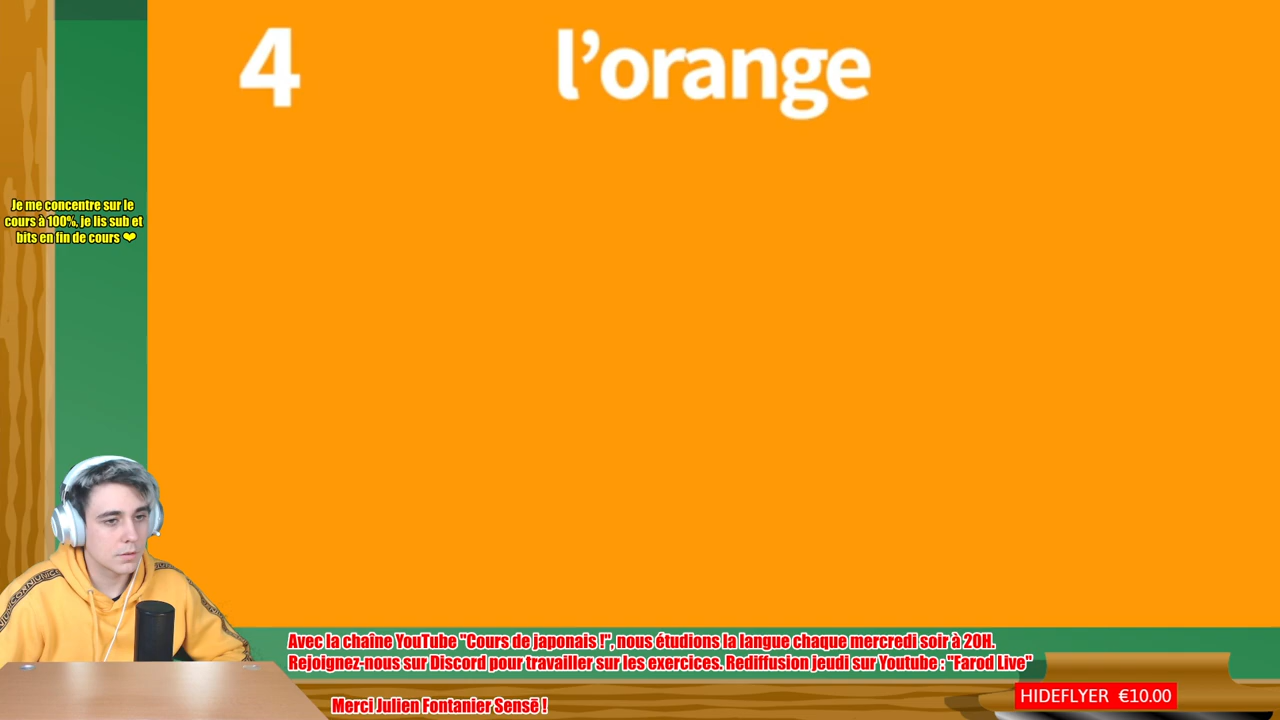 4 l’orange
Je me concentre sur le
cours à 100%, je lis sub et
bits en fin de cours ❤
Avec la chaîne YouTube "Cours de japonais !", nous étudions la langue chaque mercredi soir à 20H.
Rejoignez-nous sur Discord pour travailler sur les exercices. Rediffusion jeudi sur Youtube : "Farod Live"
HIDEFLYER €10.00
Merci Julien Fontanier Sensē !